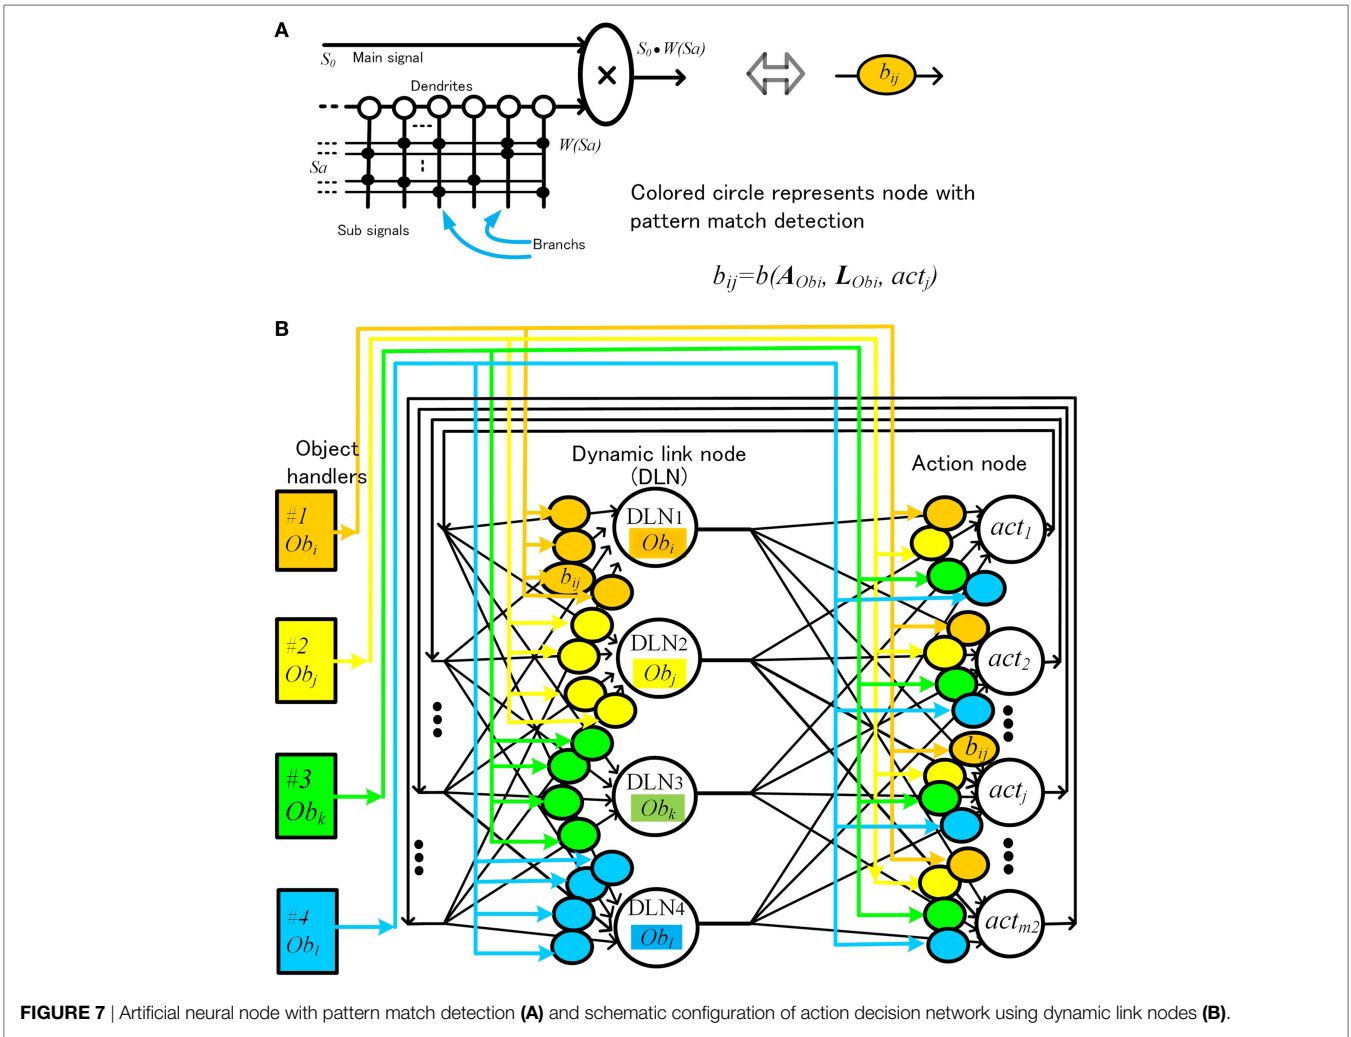 A
S0 Main signal
S0 • W(Sa)
×
bij
Dendrites
W(Sa)
Sa
Sub signals
Branchs
Colored circle represents node with
pattern match detection
bij=b(AObi, LObi, actj)
B
Object
handlers
Dynamic link node
(DLN)
Action node
#1
Obi
DLN1
Obi
bij
act1
#2
Obj
DLN2
Obj
act2
#3
Obk
DLN3
Obk
bij
actj
#4
Obl
DLN4
Obl
actm2
FIGURE 7 | Artificial neural node with pattern match detection (A) and schematic configuration of action decision network using dynamic link nodes (B).